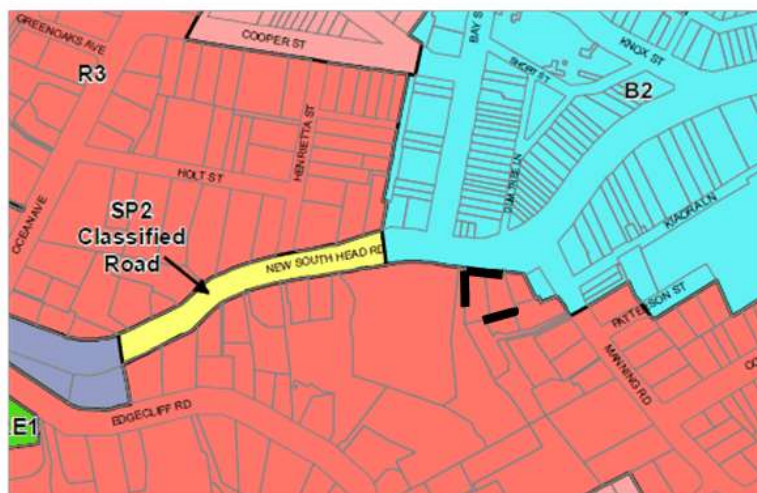 GREENOAKS AVE
COOPER ST
BAY S
KNOX ST
R3
SHORT ST
B2
HENRIETTA ST
HOLT ST
OCEAN AVE
KIAORA LN
SP2
Classified
Road
NEW SOUTH HEAD RD
PATTERSON ST
MANNING RD
EDGECLIFF RD
E1